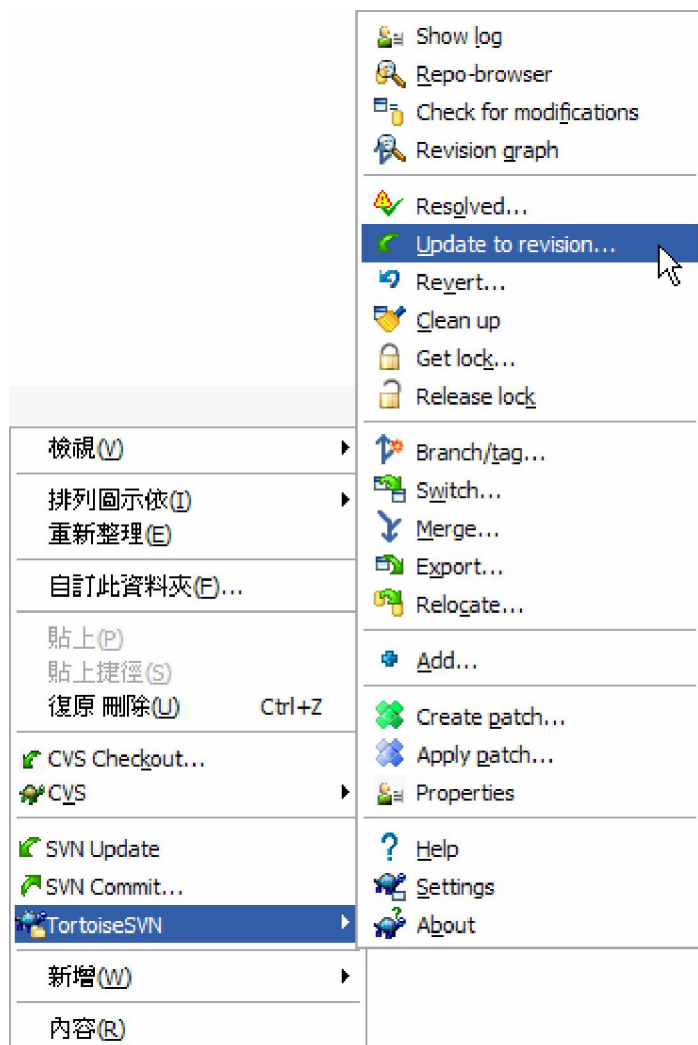 Show log
Repo-browser
Check for modifications
Revision graph
Resolved...
Update to revision...
Revert...
Clean up
Get lock...
Release lock
Branch/tag...
Switch...
Merge...
Export...
Relocate...
Add...
Create patch...
Apply patch...
Properties
Help
Settings
About
檢視(V)
排列圖示依(I)
重新整理(E)
自訂此資料夾(F)...
貼上(P)
貼上捷徑(S)
復原 刪除(U) Ctrl+Z
CVS Checkout...
CVS
SVN Update
SVN Commit...
TortoiseSVN
新增(W)
內容(R)